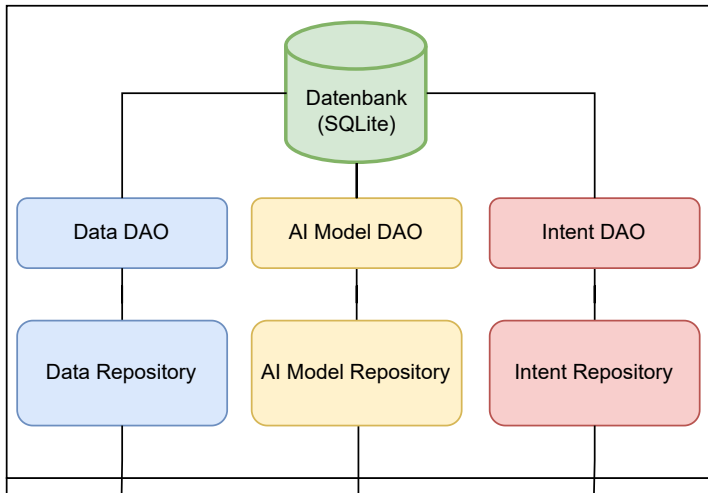 Datenbank
(SQLite)
Data DAO
AI Model DAO
Intent DAO
Data Repository
AI Model Repository
Intent Repository